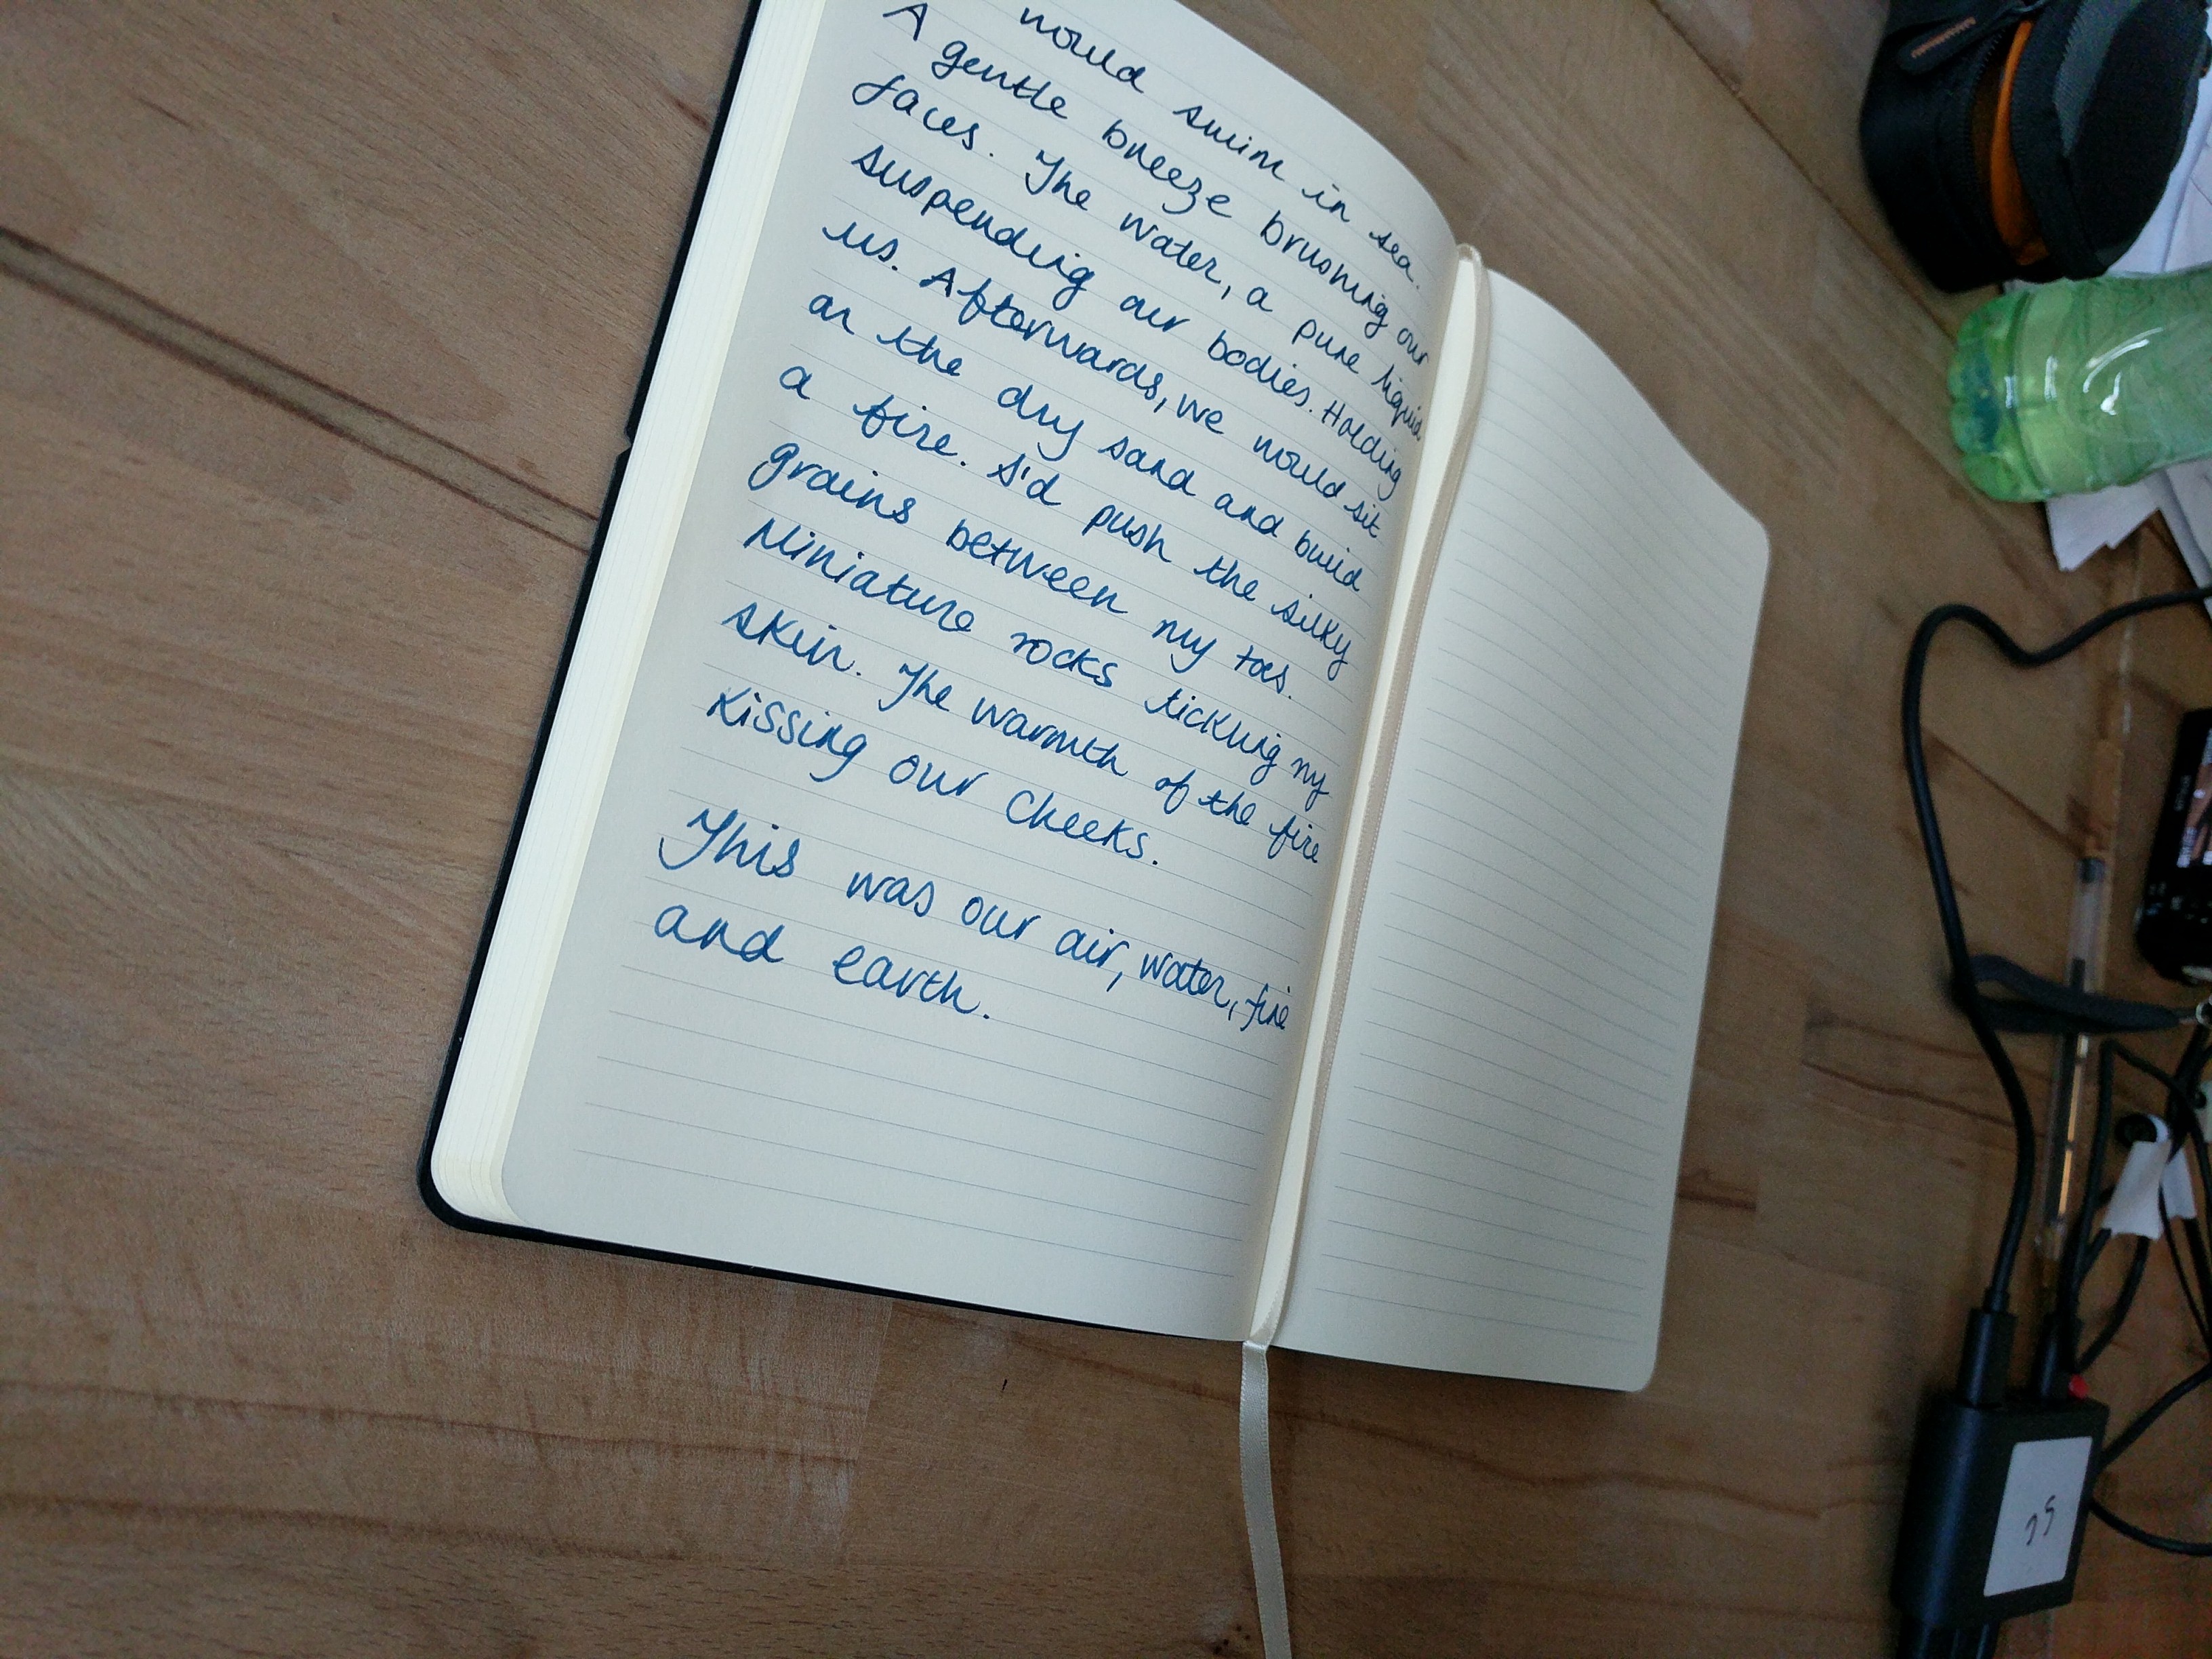 would swim in sea.
A gentle breeze brushing our
faces. The water, a pure liquid
suspending our bodies. Holding
us. Afterwards, we would sit
on the dry sand and build
a fire. I'd push the silky
grains between my toes.
Miniature rocks tickling my
skin. The warmth of the fire
kissing our cheeks.
This was our air, water, fire
and earth.